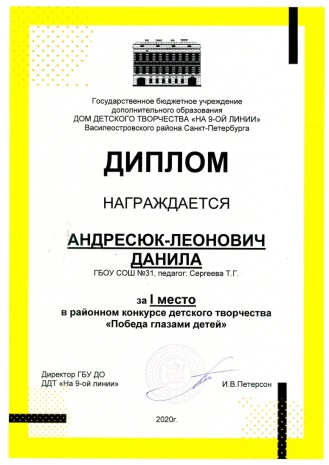 Государственное бюджетное учреждение
дополнительного образования
ДОМ ДЕТСКОГО ТВОРЧЕСТВА «НА 9-ОЙ ЛИНИИ»
Василеостровского района Санкт-Петербурга
ДИПЛОМ
НАГРАЖДАЕТСЯ
АНДРЕСЮК-ЛЕОНОВИЧ
ДАНИЛА
ГБОУ СОШ №31, педагог: Сергеева Т.Г.
за I место
в районном конкурсе детского творчества
«Победа глазами детей»
Директор ГБУ ДО
ДДТ «На 9-ой линии»
И.В.Петерсон
2020г.